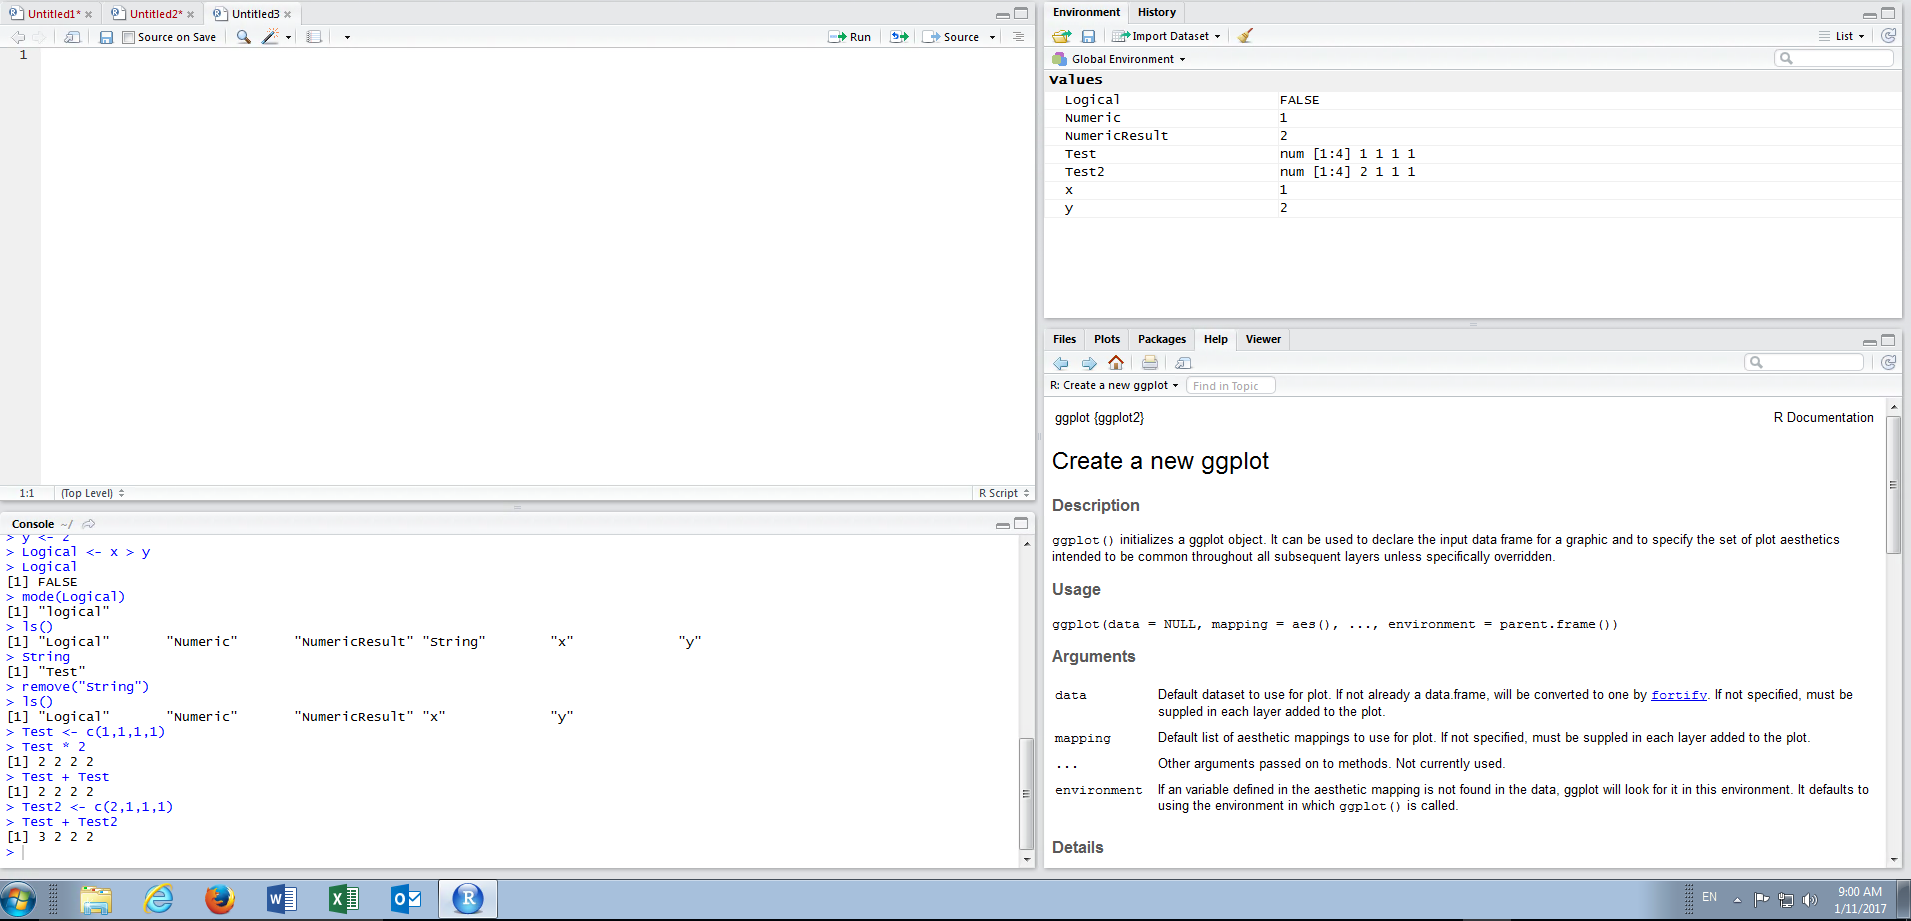 Untitled1* Untitled2* Untitled3
Source on Save Run Source
1
1:1 (Top Level) R Script
Console ~/
> y <- 2
> Logical <- x > y
> Logical
[1] FALSE
> mode(Logical)
[1] "logical"
> ls()
[1] "Logical" "Numeric" "NumericResult" "String" "x" "y"
> String
[1] "Test"
> remove("String")
> ls()
[1] "Logical" "Numeric" "NumericResult" "x" "y"
> Test <- c(1,1,1,1)
> Test * 2
[1] 2 2 2 2
> Test + Test
[1] 2 2 2 2
> Test2 <- c(2,1,1,1)
> Test + Test2
[1] 3 2 2 2
>
Environment History
Import Dataset List
Global Environment
Values
Logical FALSE
Numeric 1
NumericResult 2
Test num [1:4] 1 1 1 1
Test2 num [1:4] 2 1 1 1
x 1
y 2
Files Plots Packages Help Viewer
R: Create a new ggplot Find in Topic
ggplot {ggplot2} R Documentation
Create a new ggplot
Description
ggplot() initializes a ggplot object. It can be used to declare the input data frame for a graphic and to specify the set of plot aesthetics
intended to be common throughout all subsequent layers unless specifically overridden.
Usage
ggplot(data = NULL, mapping = aes(), ..., environment = parent.frame())
Arguments
data Default dataset to use for plot. If not already a data.frame, will be converted to one by fortify. If not specified, must be
suppled in each layer added to the plot.
mapping Default list of aesthetic mappings to use for plot. If not specified, must be suppled in each layer added to the plot.
... Other arguments passed on to methods. Not currently used.
environment If an variable defined in the aesthetic mapping is not found in the data, ggplot will look for it in this environment. It defaults to
using the environment in which ggplot() is called.
Details
EN 9:00 AM
1/11/2017